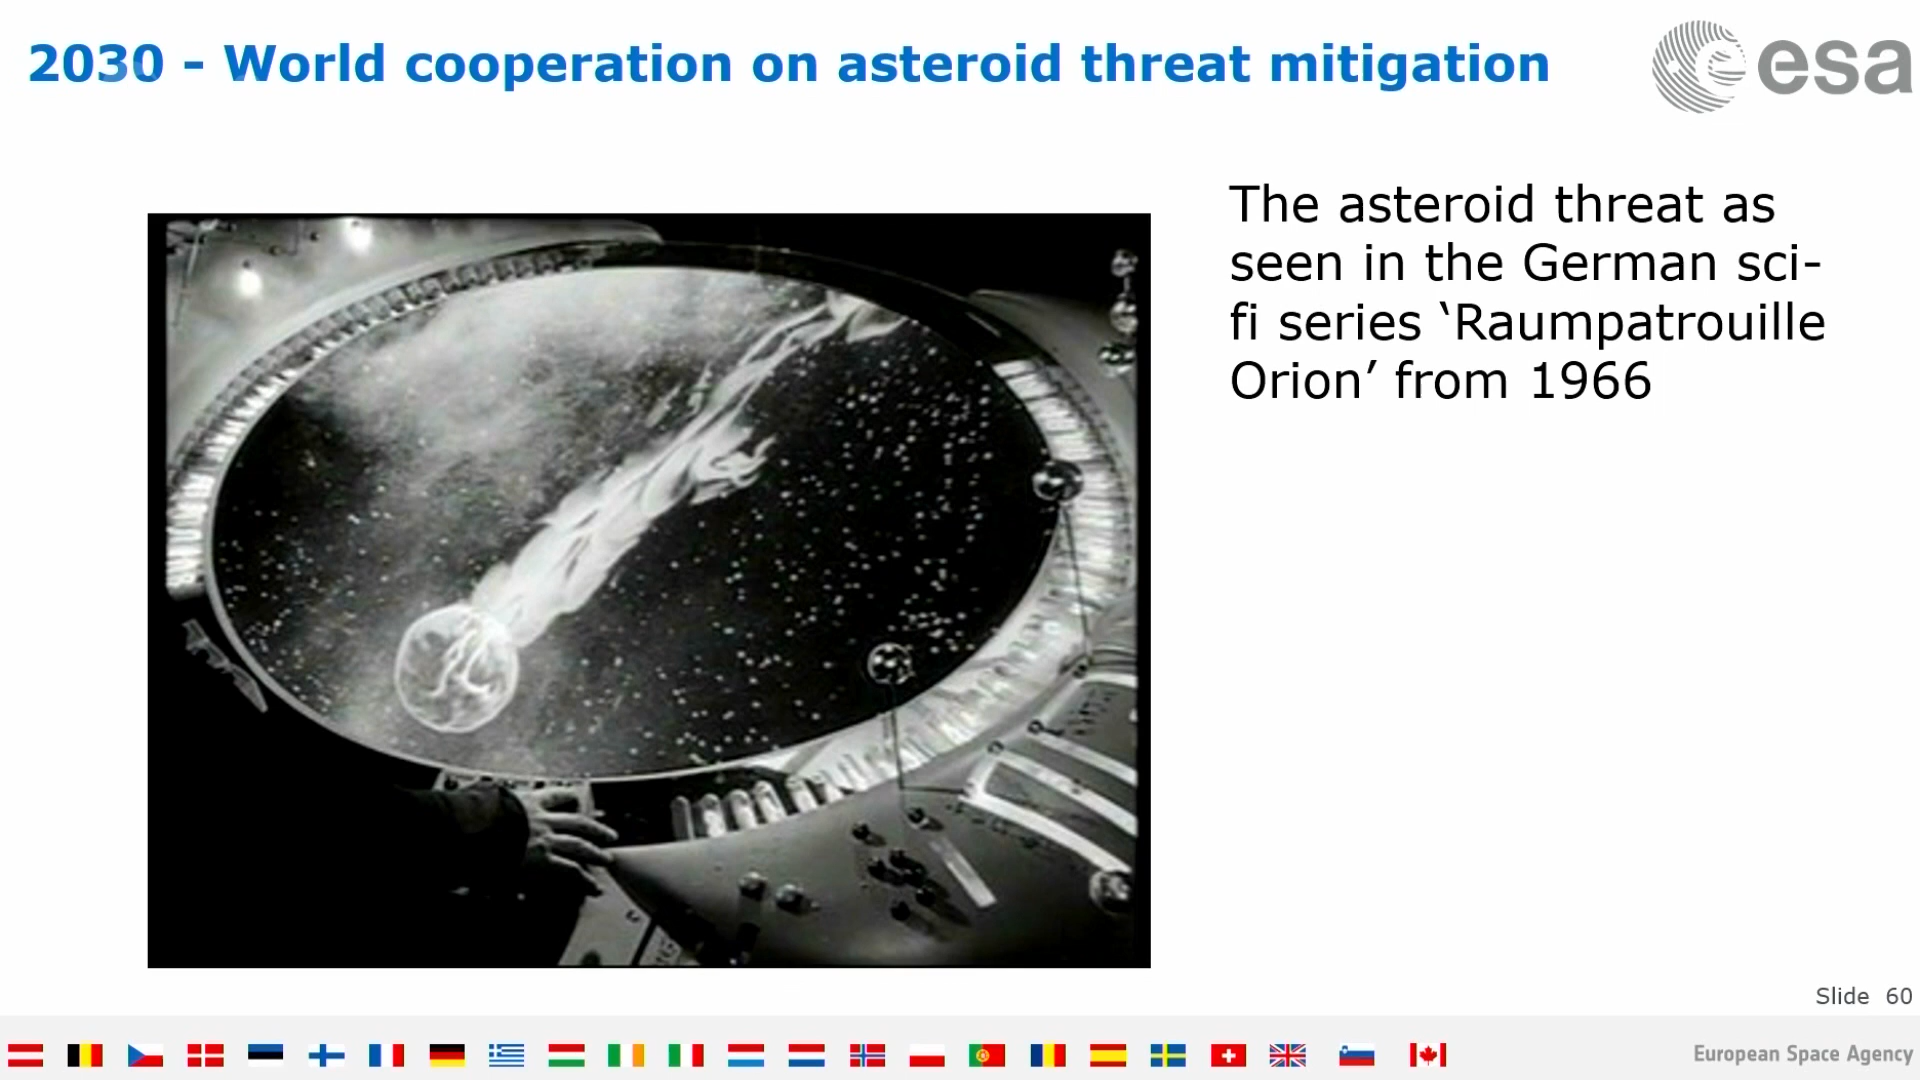 2030 - World cooperation on asteroid threat mitigation
esa
The asteroid threat as
seen in the German sci-
fi series ‘Raumpatrouille
Orion’ from 1966
Slide 60
European Space Agency